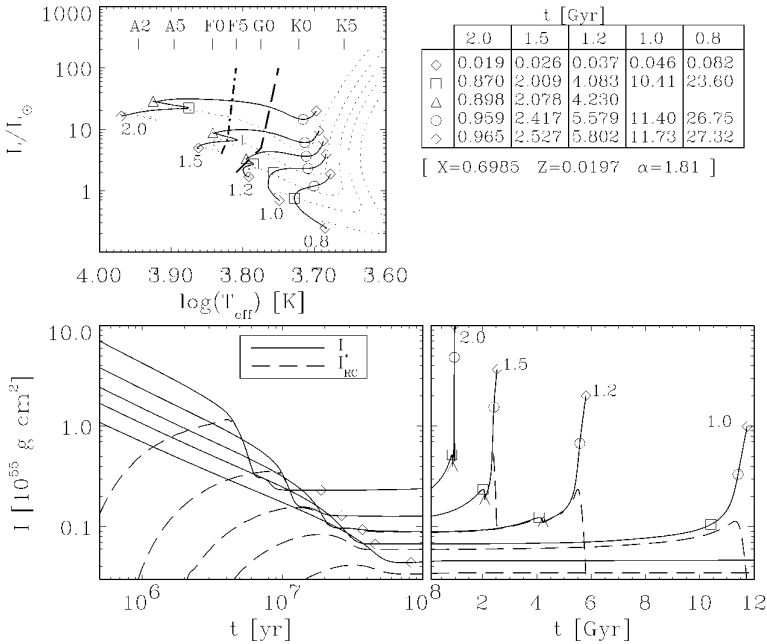 t [Gyr]
A2 A5 F0 F5 G0 K0 K5
1000
100
10
1
L/L☉
2.0
1.5
1.2
1.0
0.8
4.00 3.90 3.80 3.70 3.60
log(T_eff) [K]
2.0 1.5 1.2 1.0 0.8
◇ 0.019 0.026 0.037 0.046 0.082
□ 0.870 2.009 4.083 10.41 23.60
△ 0.898 2.078 4.230
○ 0.959 2.417 5.579 11.40 26.75
◇ 0.965 2.527 5.802 11.73 27.32
[ X=0.6985 Z=0.0197 α=1.81 ]
10.0
1.0
0.1
I [10^55 g cm^2]
I
I*_RC
2.0
1.5
1.2
1.0
10^6 10^7 10^8 2 4 6 8 10 12
t [yr] t [Gyr]